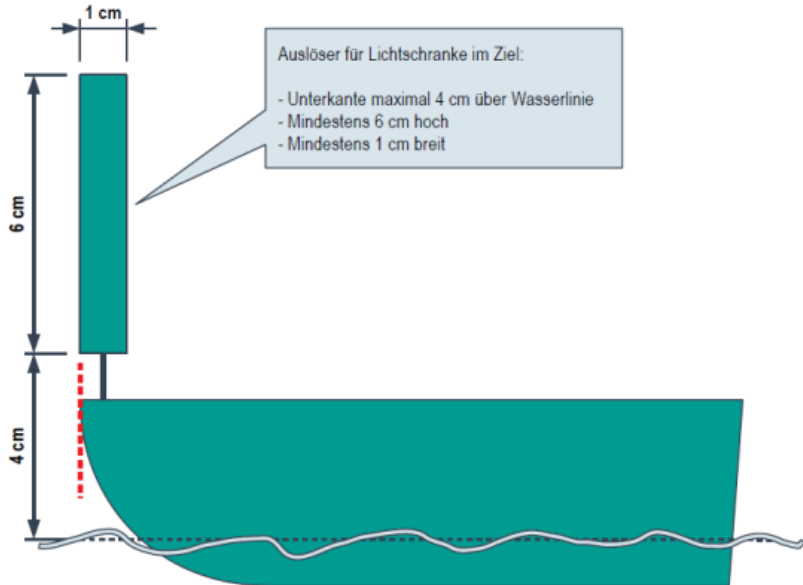 1 cm
Auslöser für Lichtschranke im Ziel:
- Unterkante maximal 4 cm über Wasserlinie
- Mindestens 6 cm hoch
- Mindestens 1 cm breit
6 cm
4 cm